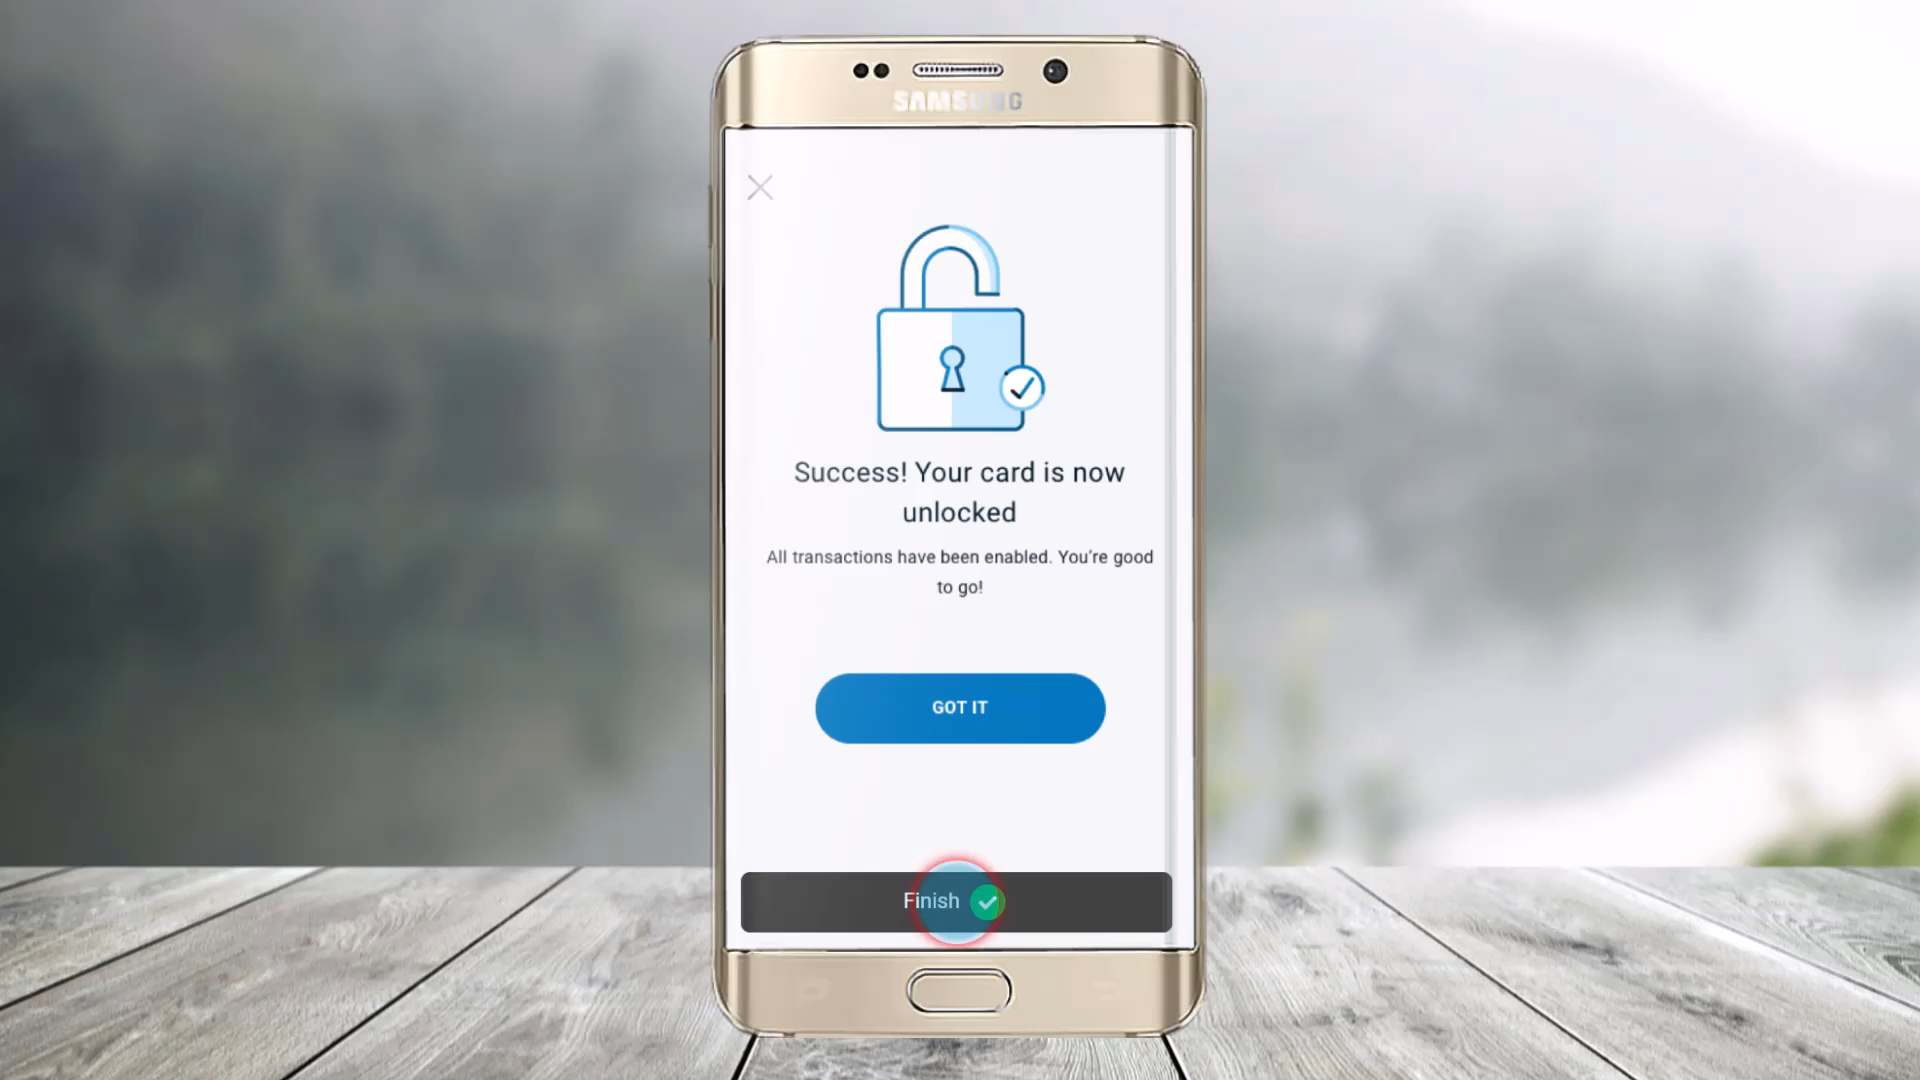 SAMSUNG
Success! Your card is now
unlocked
All transactions have been enabled. You're good
to go!
GOT IT
Finish